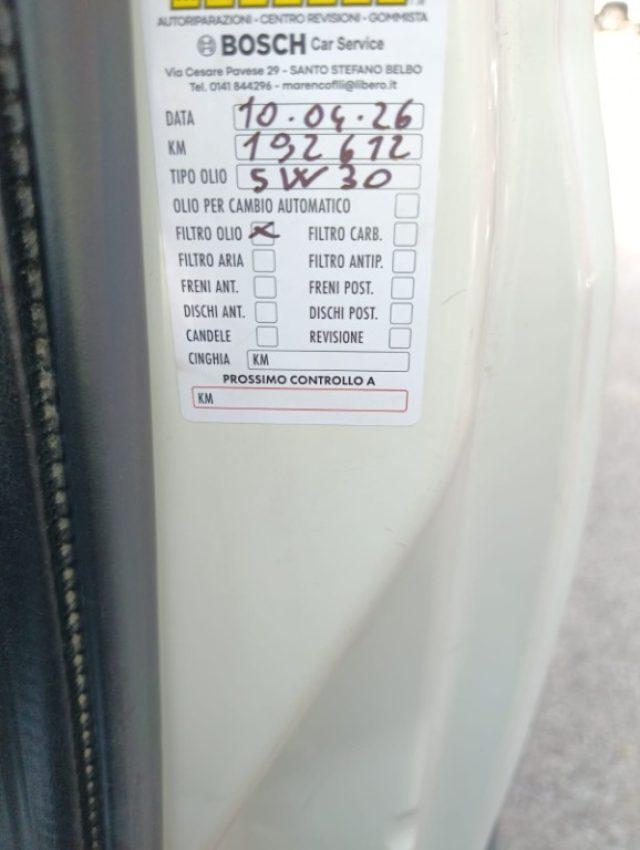 AUTORIPARAZIONI - CENTRO REVISIONI - GOMMISTA
BOSCH Car Service
Via Cesare Pavese 29 - SANTO STEFANO BELBO
Tel. 0141 844296 - marencoflli@libero.it
DATA 10.04.26
KM 192612
TIPO OLIO 5W30
OLIO PER CAMBIO AUTOMATICO
FILTRO OLIO x FILTRO CARB.
FILTRO ARIA FILTRO ANTIP.
FRENI ANT. FRENI POST.
DISCHI ANT. DISCHI POST.
CANDELE REVISIONE
CINGHIA KM
PROSSIMO CONTROLLO A
KM